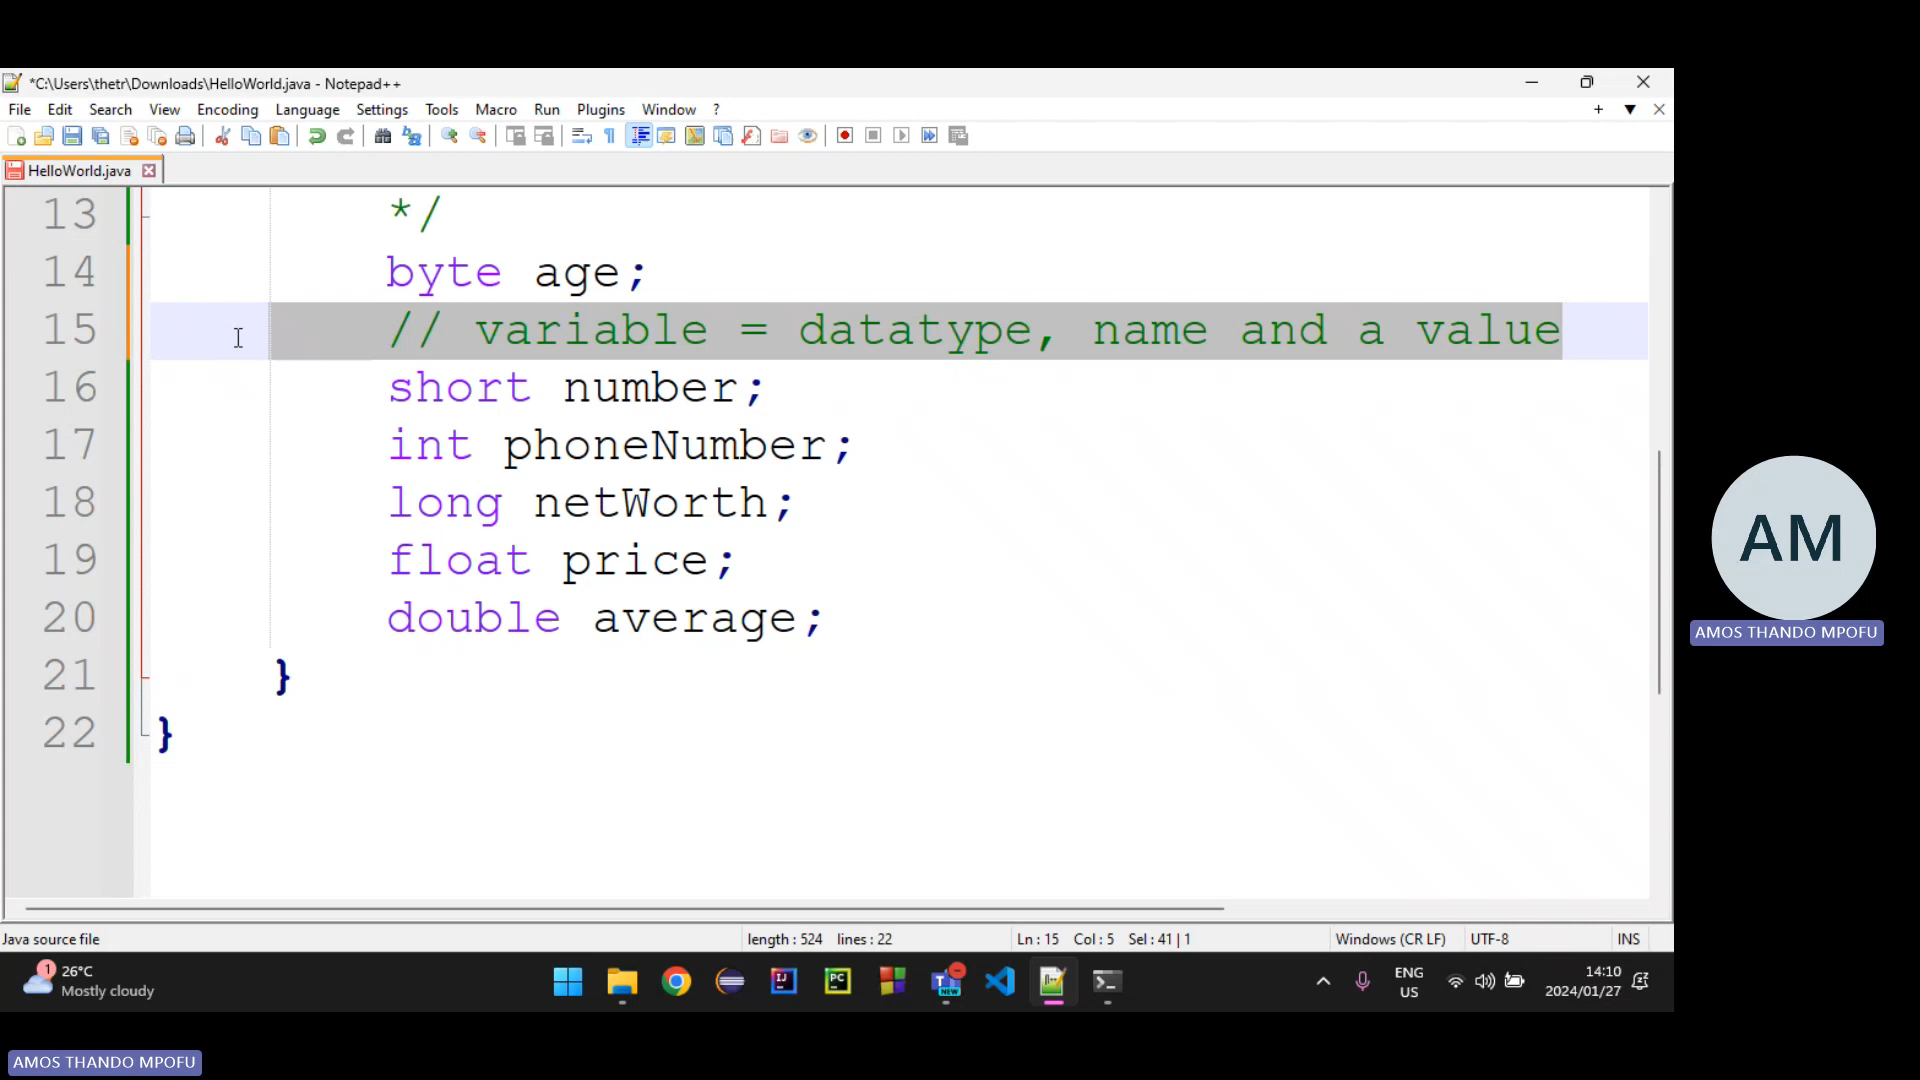 *C:\Users\thetr\Downloads\HelloWorld.java - Notepad++
File Edit Search View Encoding Language Settings Tools Macro Run Plugins Window ?
HelloWorld.java
13 */
14 byte age;
15 // variable = datatype, name and a value
16 short number;
17 int phoneNumber;
18 long netWorth;
19 float price;
20 double average;
21 }
22 }
AM
AMOS THANDO MPOFU
Java source file length : 524 lines : 22 Ln : 15 Col : 5 Sel : 41 | 1 Windows (CR LF) UTF-8 INS
1 26°C
Mostly cloudy
IJ
PC
T
NEW
ENG
US
14:10
2024/01/27
AMOS THANDO MPOFU